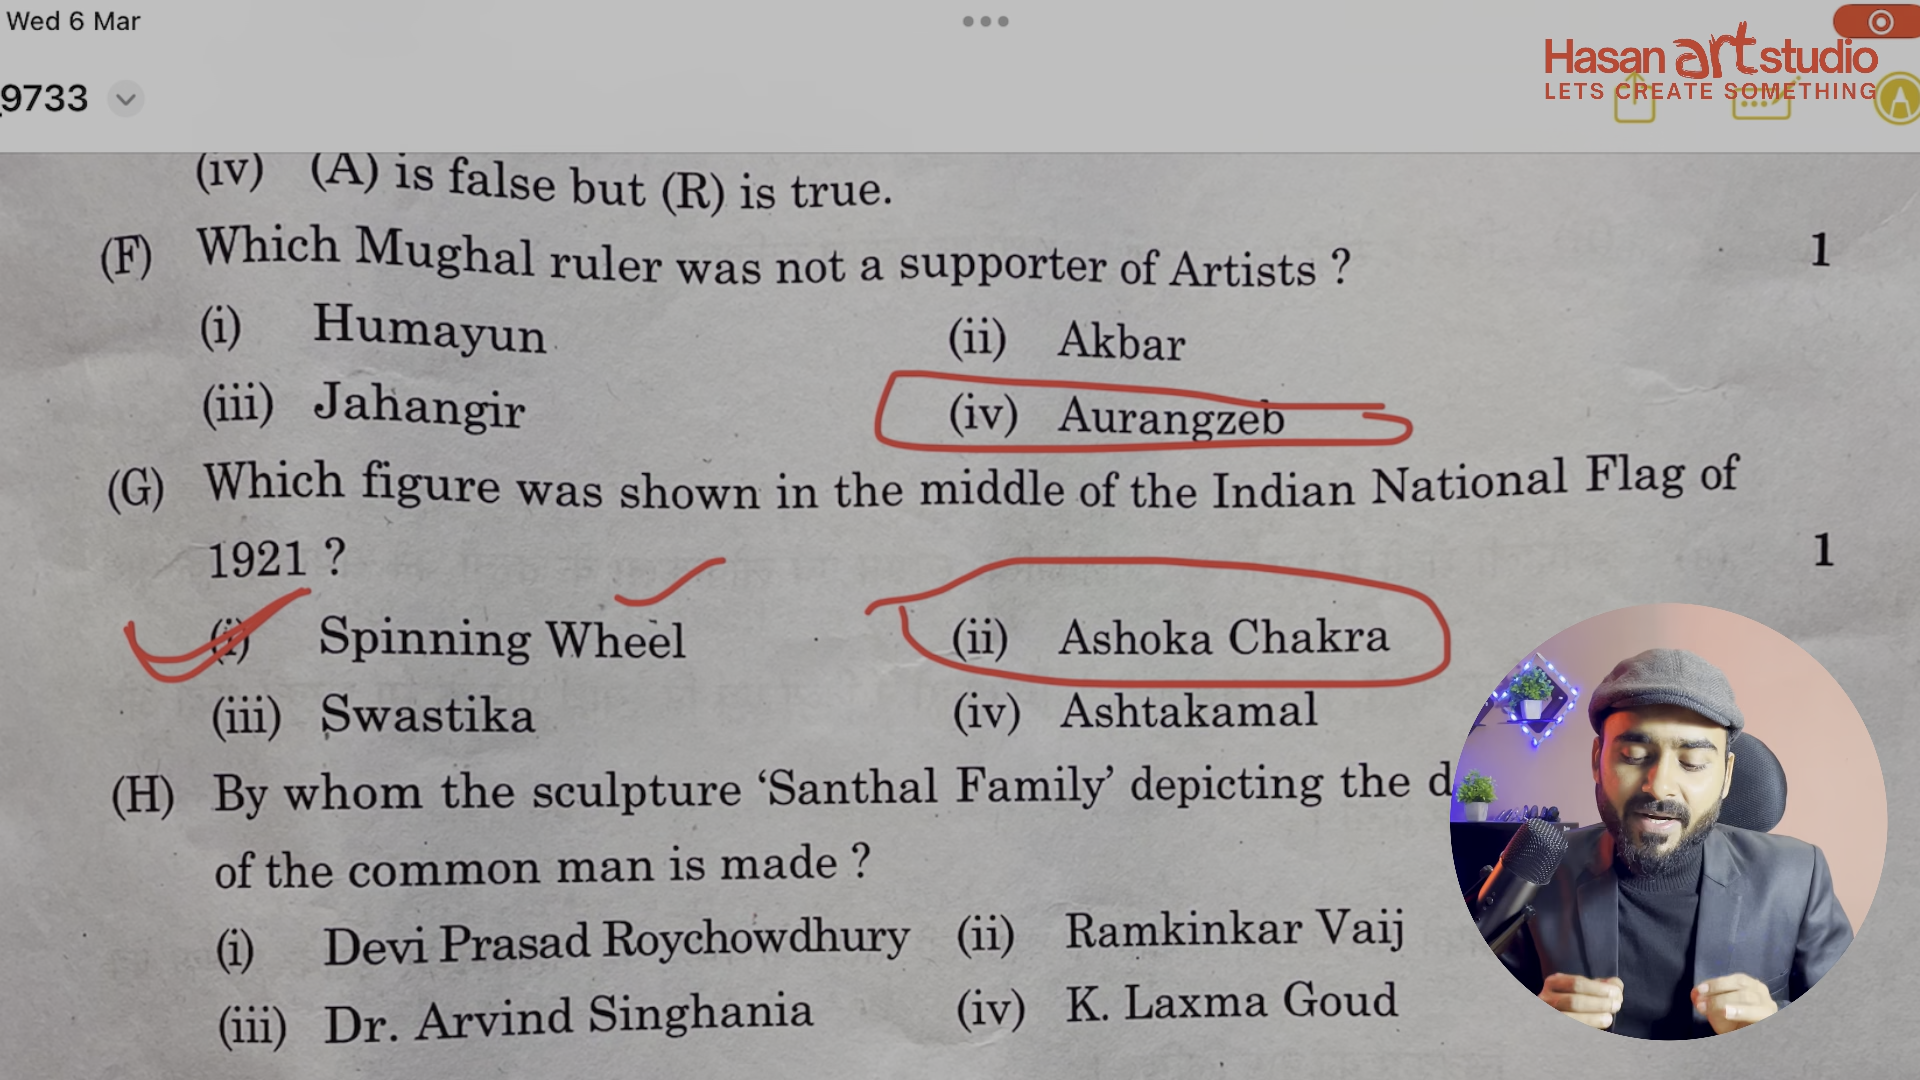 Wed 6 Mar
Hasan art studio
LETS CREATE SOMETHING
9733
(iv) (A) is false but (R) is true.
(F) Which Mughal ruler was not a supporter of Artists ? 1
(i) Humayun (ii) Akbar
(iii) Jahangir (iv) Aurangzeb
(G) Which figure was shown in the middle of the Indian National Flag of
1921 ? 1
(i) Spinning Wheel (ii) Ashoka Chakra
(iii) Swastika (iv) Ashtakamal
(H) By whom the sculpture ‘Santhal Family’ depicting the
of the common man is made ?
(i) Devi Prasad Roychowdhury (ii) Ramkinkar Vaij
(iii) Dr. Arvind Singhania (iv) K. Laxma Goud